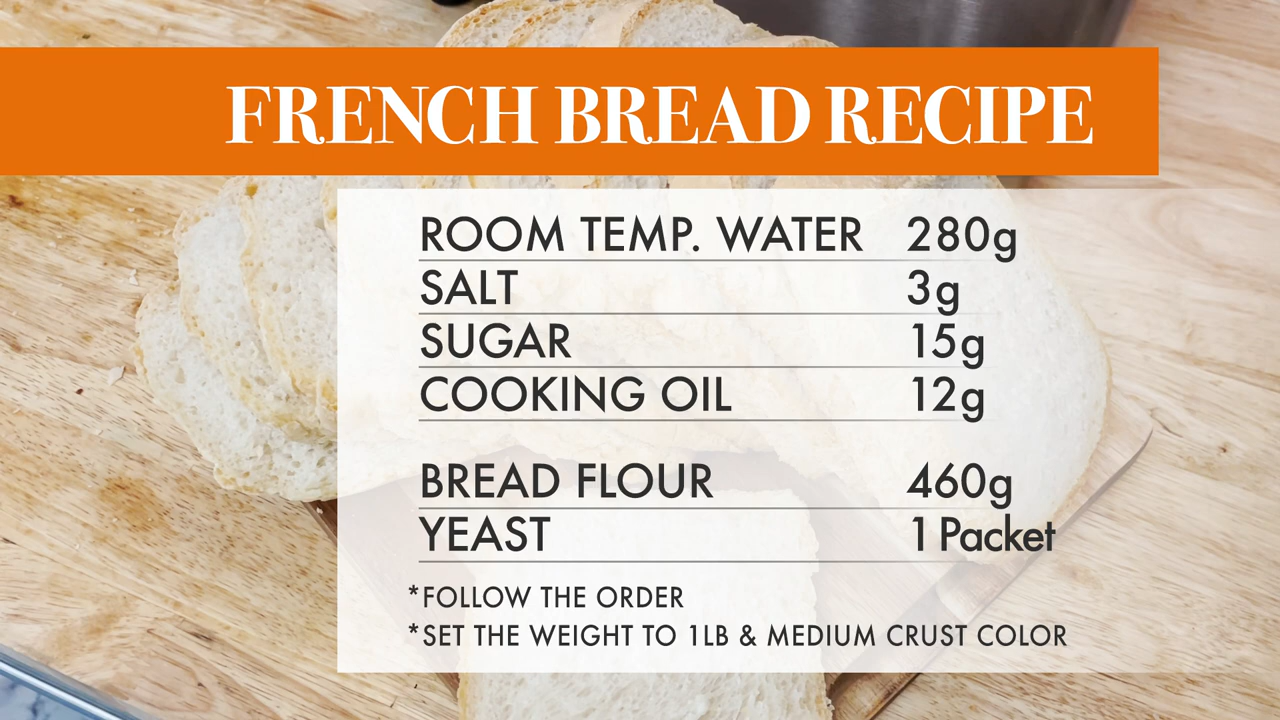 FRENCH BREAD RECIPE
ROOM TEMP. WATER 280g
SALT 3g
SUGAR 15g
COOKING OIL 12g
BREAD FLOUR 460g
YEAST 1 Packet
*FOLLOW THE ORDER
*SET THE WEIGHT TO 1LB & MEDIUM CRUST COLOR